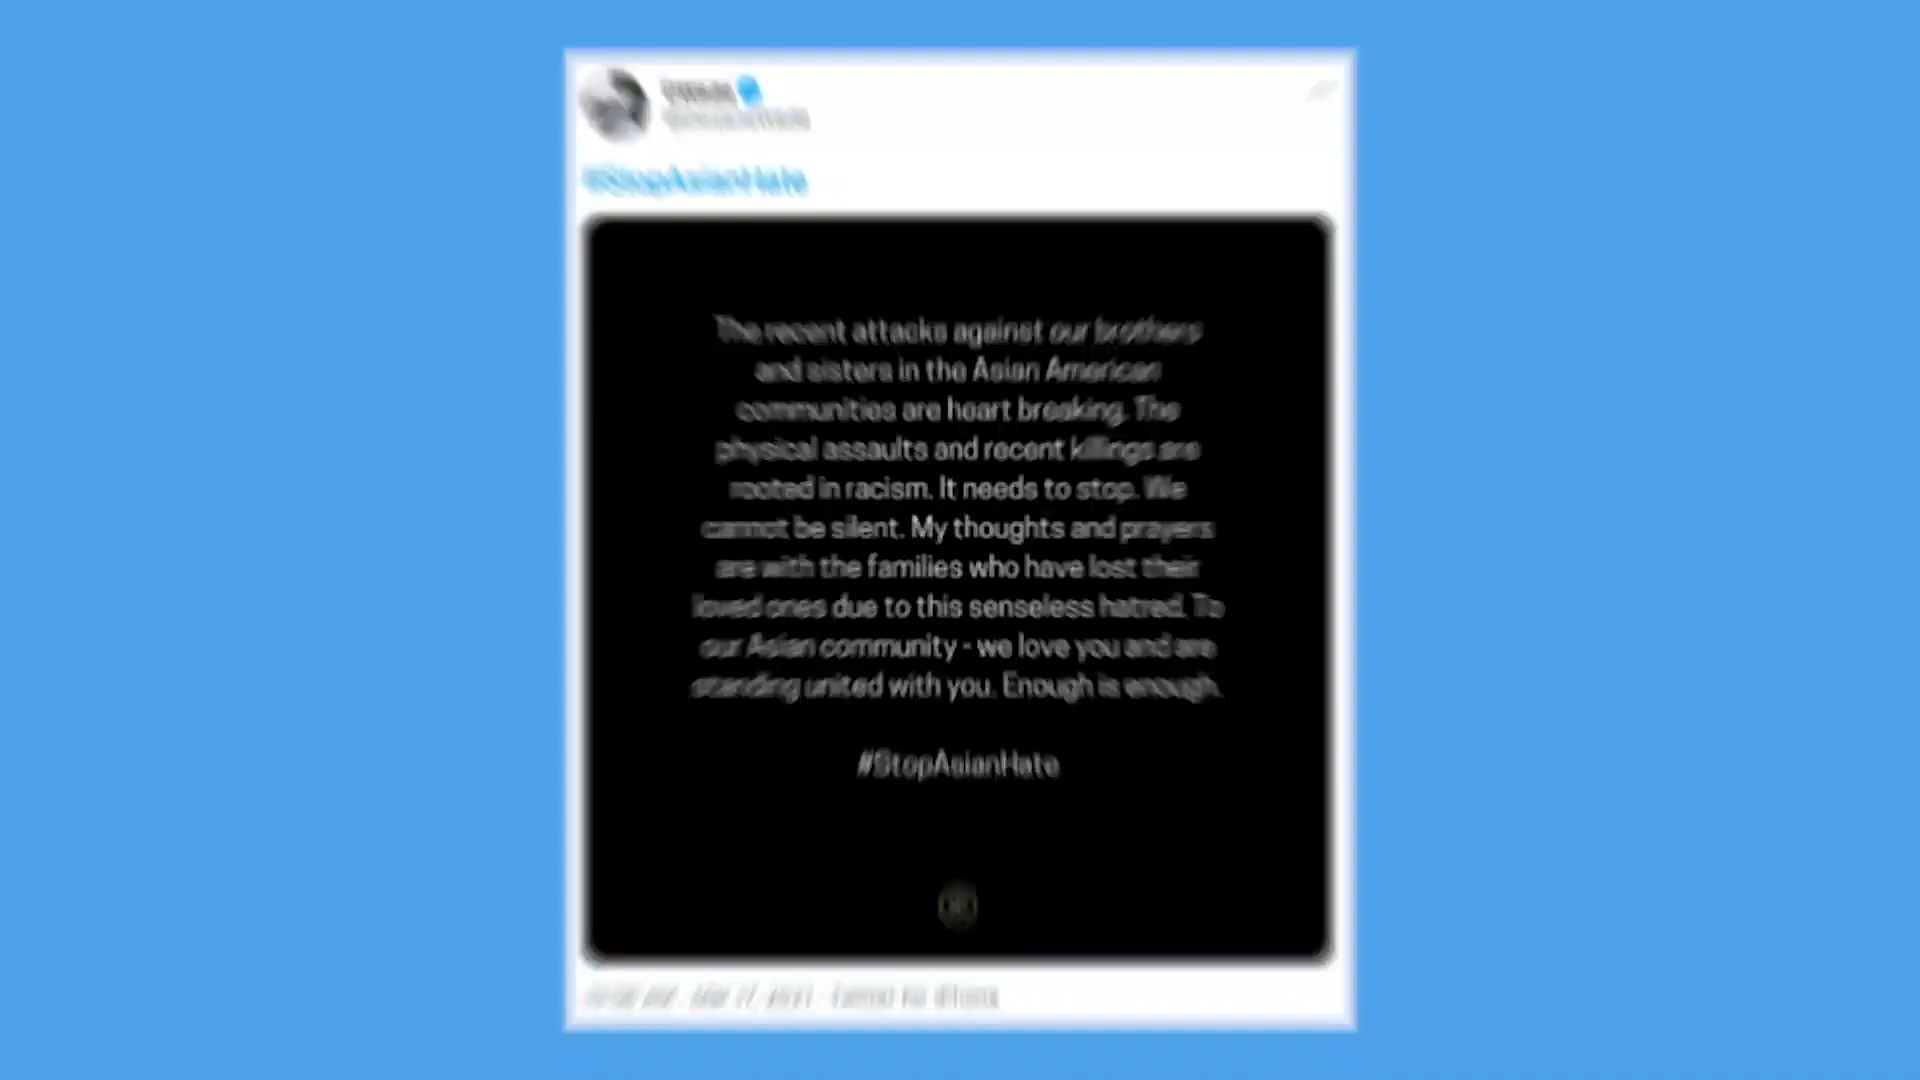 #StopAsianHate
The recent attacks against our brothers
and sisters in the Asian American
communities are heart breaking. The
physical assaults and recent killings are
rooted in racism. It needs to stop. We
cannot be silent. My thoughts and prayers
are with the families who have lost their
loved ones due to this senseless hatred. To
our Asian community - we love you and are
standing united with you. Enough is enough.
#StopAsianHate